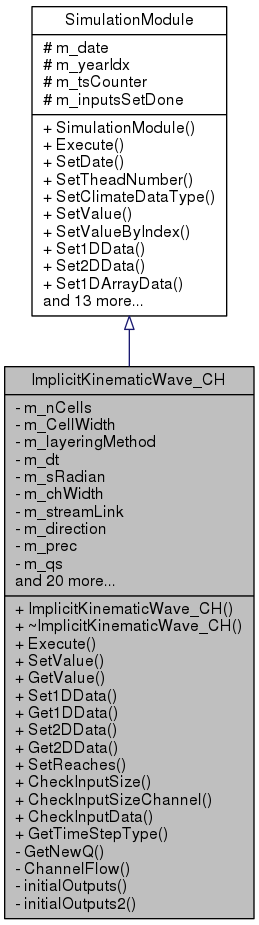 SimulationModule
# m_date
# m_yearIdx
# m_tsCounter
# m_inputsSetDone
+ SimulationModule()
+ Execute()
+ SetDate()
+ SetTheadNumber()
+ SetClimateDataType()
+ SetValue()
+ SetValueByIndex()
+ Set1DData()
+ Set2DData()
+ Set1DArrayData()
and 13 more...
ImplicitKinematicWave_CH
- m_nCells
- m_CellWidth
- m_layeringMethod
- m_dt
- m_sRadian
- m_chWidth
- m_streamLink
- m_direction
- m_prec
- m_qs
and 20 more...
+ ImplicitKinematicWave_CH()
+ ~ImplicitKinematicWave_CH()
+ Execute()
+ SetValue()
+ GetValue()
+ Set1DData()
+ Get1DData()
+ Set2DData()
+ Get2DData()
+ SetReaches()
+ CheckInputSize()
+ CheckInputSizeChannel()
+ CheckInputData()
+ GetTimeStepType()
- GetNewQ()
- ChannelFlow()
- initialOutputs()
- initialOutputs2()